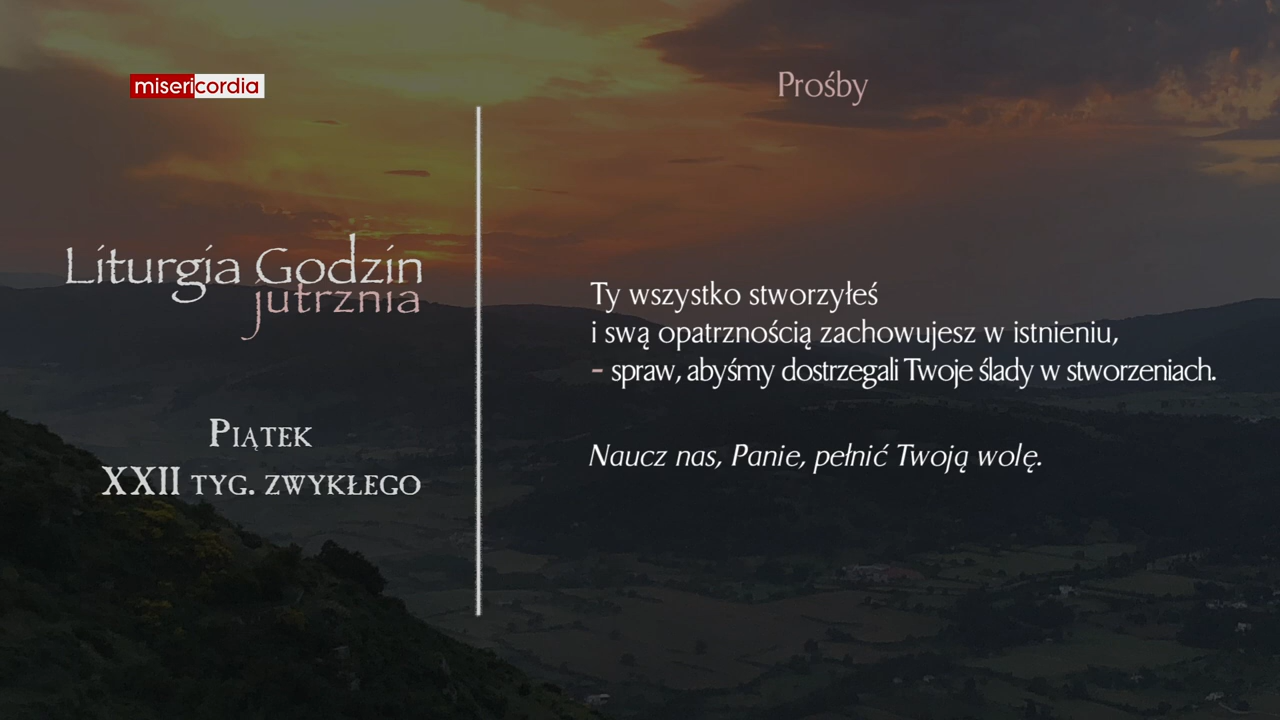 misericordia
Liturgia Godzin
jutrznia
Piątek
XXII tyg. zwykłego
Prośby
Ty wszystko stworzyłeś
i swą opatrznością zachowujesz w istnieniu,
- spraw, abyśmy dostrzegali Twoje ślady w stworzeniach.
Naucz nas, Panie, pełnić Twoją wolę.